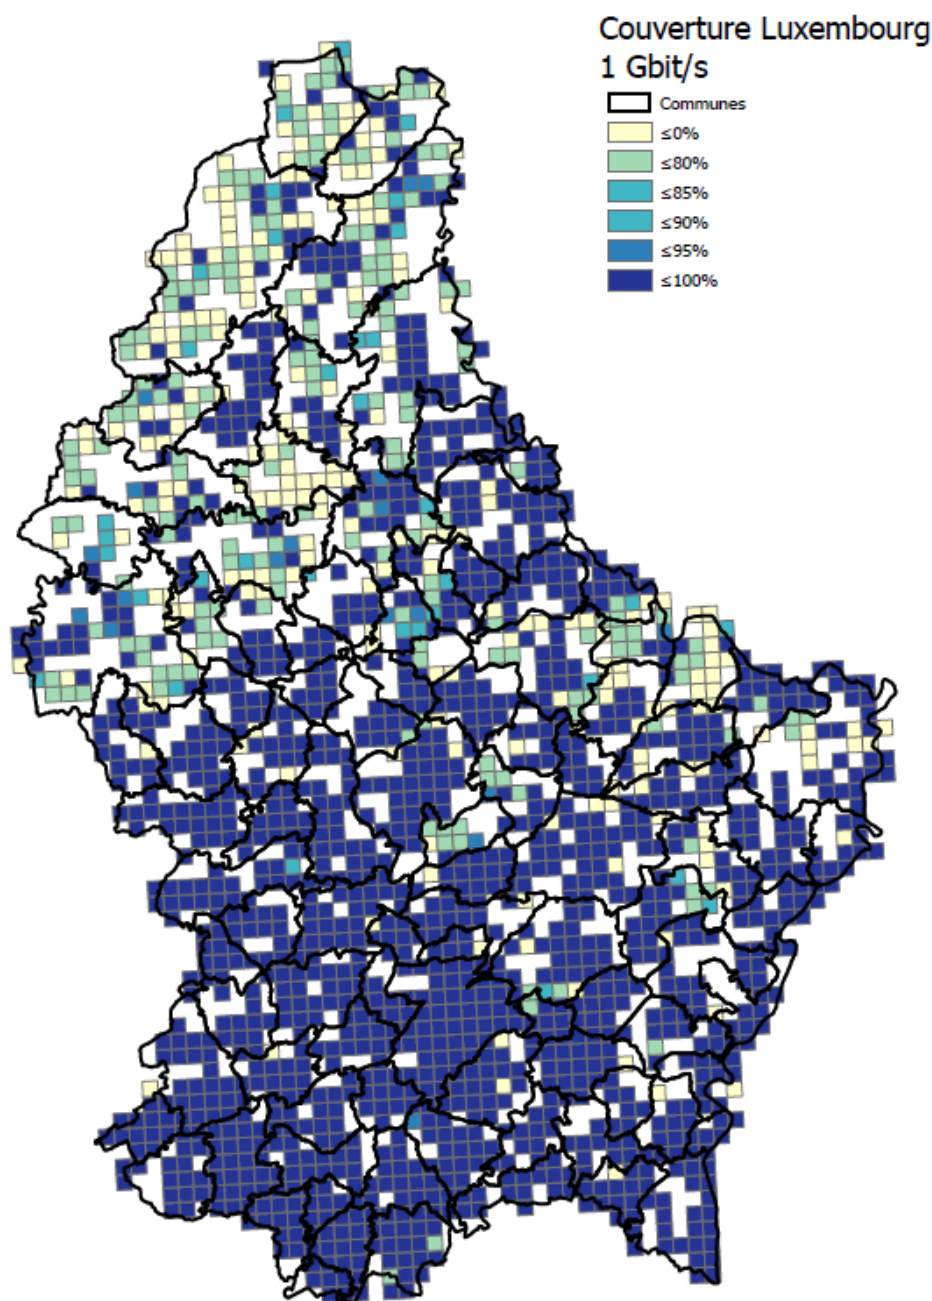 Couverture Luxembourg
1 Gbit/s
Communes
≤0%
≤80%
≤85%
≤90%
≤95%
≤100%